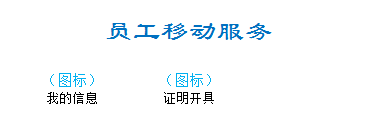 员工移动服务
（图标） （图标）
我的信息 证明开具